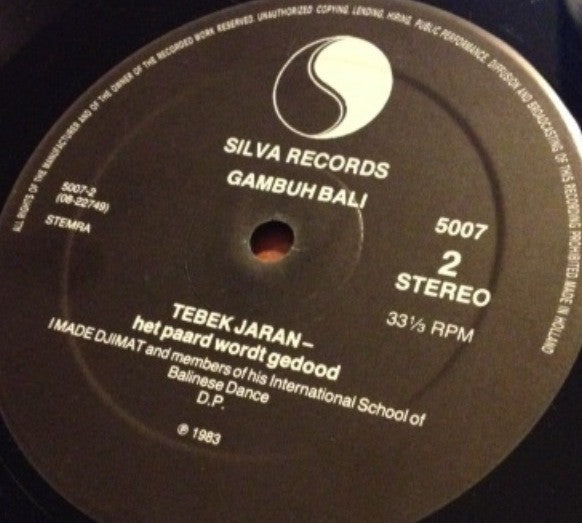 ALL RIGHTS OF THE MANUFACTURER AND OF THE OWNER OF THE RECORDED WORK RESERVED. UNAUTHORIZED COPYING, LENDING, HIRING, PUBLIC PERFORMANCE, DIFFUSION AND BROADCASTING OF THIS RECORDING PROHIBITED MADE IN HOLLAND
SILVA RECORDS
GAMBUH BALI
5007-2
(06-22749)
STEMRA
5007
2
STEREO
33⅓ RPM
TEBEK JARAN –
het paard wordt gedood
I MADE DJIMAT and members of his International School of
Balinese Dance
D.P.
℗ 1983